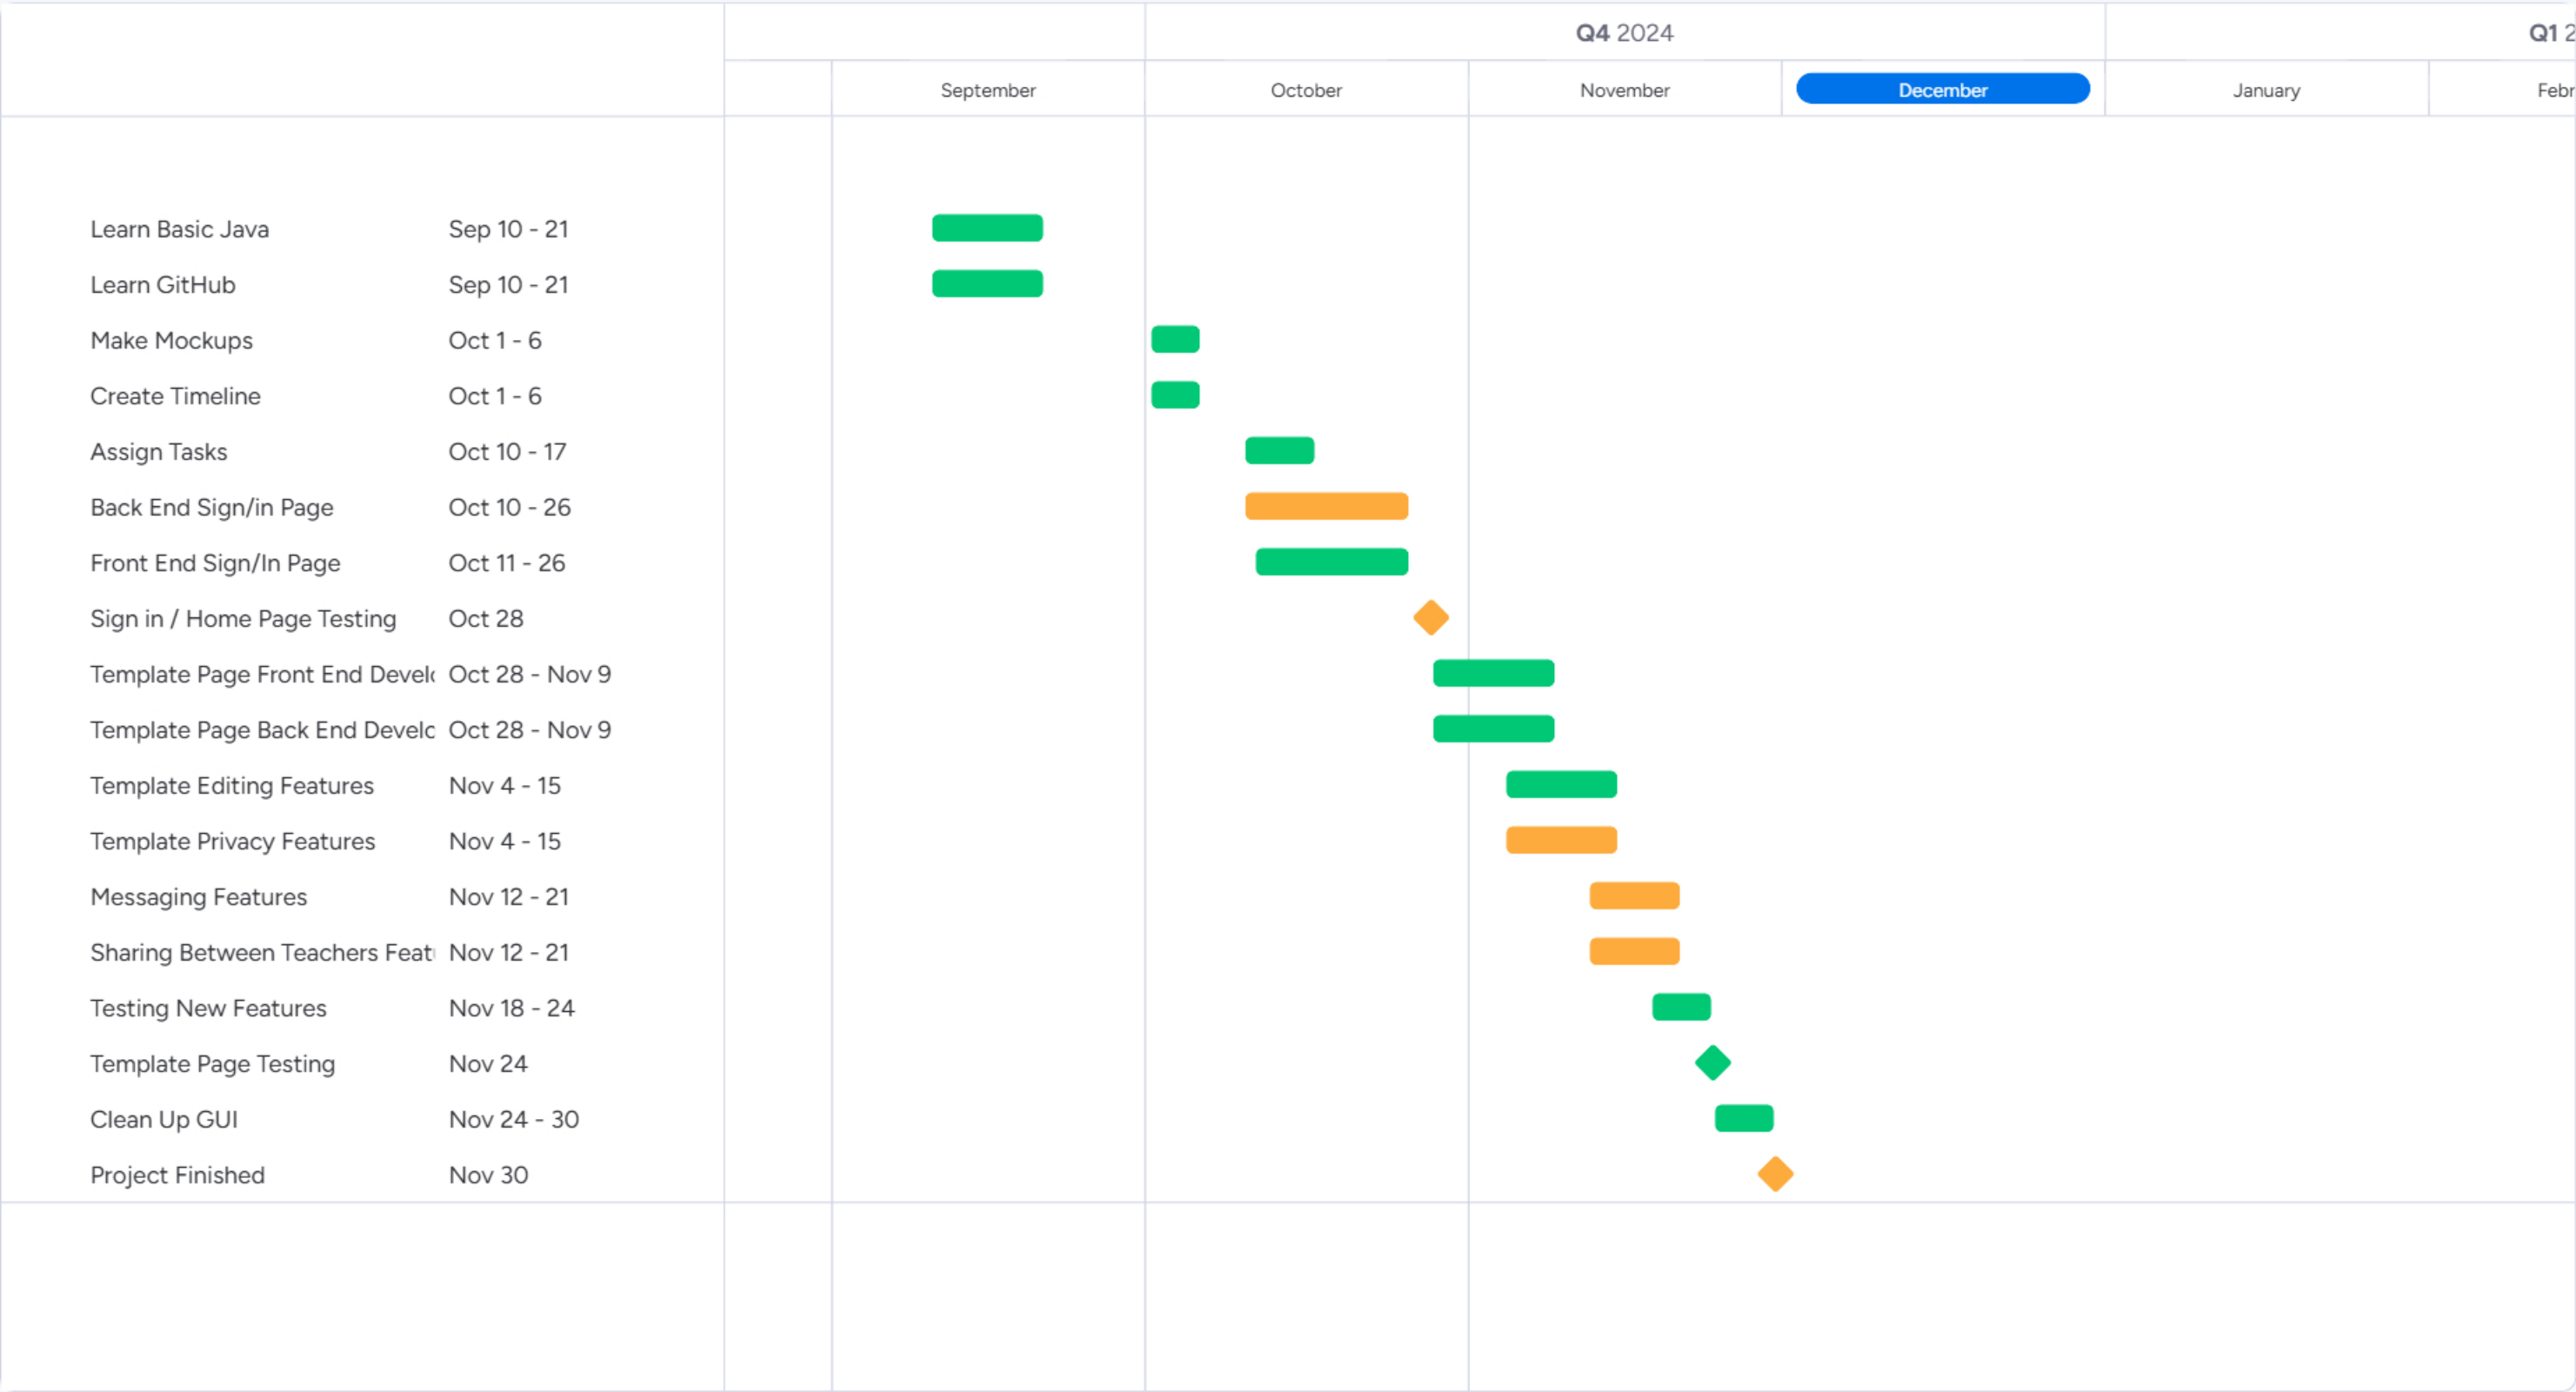 Q4 2024
Q1 2
September October November December January Febr
Learn Basic Java Sep 10 - 21
Learn GitHub Sep 10 - 21
Make Mockups Oct 1 - 6
Create Timeline Oct 1 - 6
Assign Tasks Oct 10 - 17
Back End Sign/in Page Oct 10 - 26
Front End Sign/In Page Oct 11 - 26
Sign in / Home Page Testing Oct 28
Template Page Front End Devel Oct 28 - Nov 9
Template Page Back End Devel Oct 28 - Nov 9
Template Editing Features Nov 4 - 15
Template Privacy Features Nov 4 - 15
Messaging Features Nov 12 - 21
Sharing Between Teachers Feat Nov 12 - 21
Testing New Features Nov 18 - 24
Template Page Testing Nov 24
Clean Up GUI Nov 24 - 30
Project Finished Nov 30